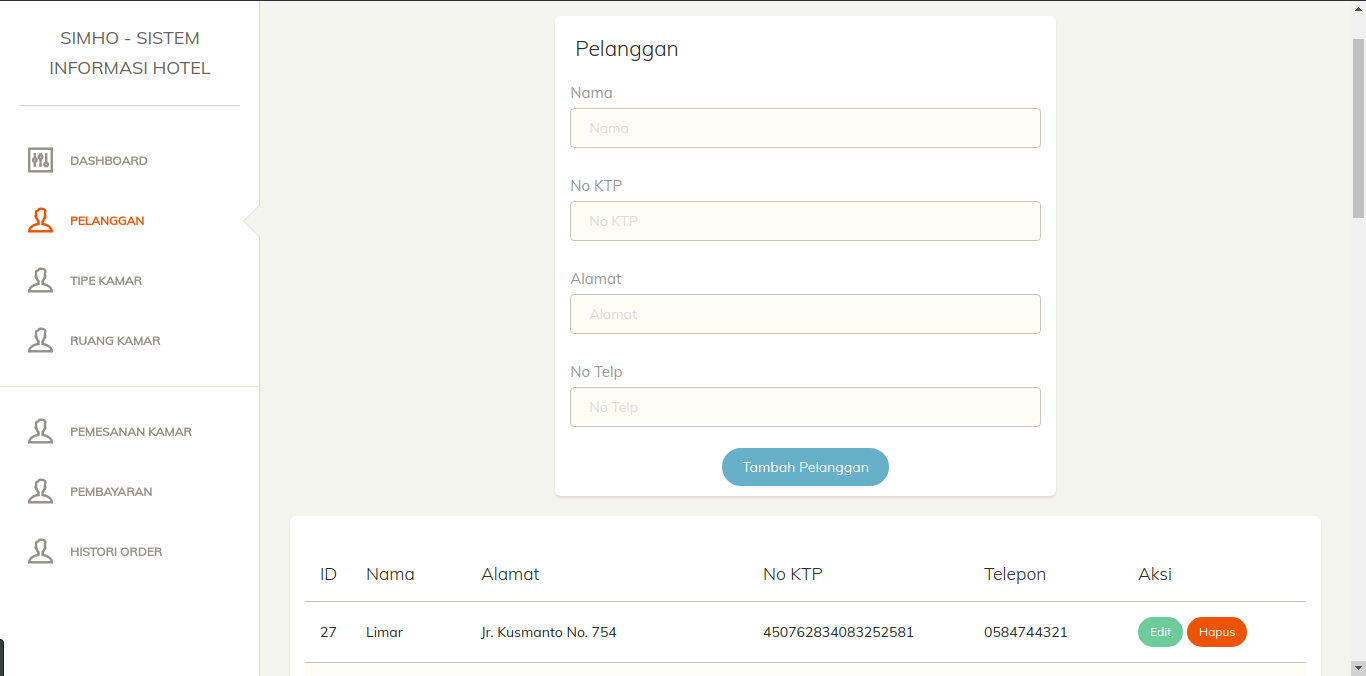 SIMHO - SISTEM
INFORMASI HOTEL
DASHBOARD
PELANGGAN
TIPE KAMAR
RUANG KAMAR
PEMESANAN KAMAR
PEMBAYARAN
HISTORI ORDER
Pelanggan
Nama
Nama
No KTP
No KTP
Alamat
Alamat
No Telp
No Telp
Tambah Pelanggan
ID Nama Alamat No KTP Telepon Aksi
27 Limar Jr. Kusmanto No. 754 450762834083252581 0584744321 Edit Hapus